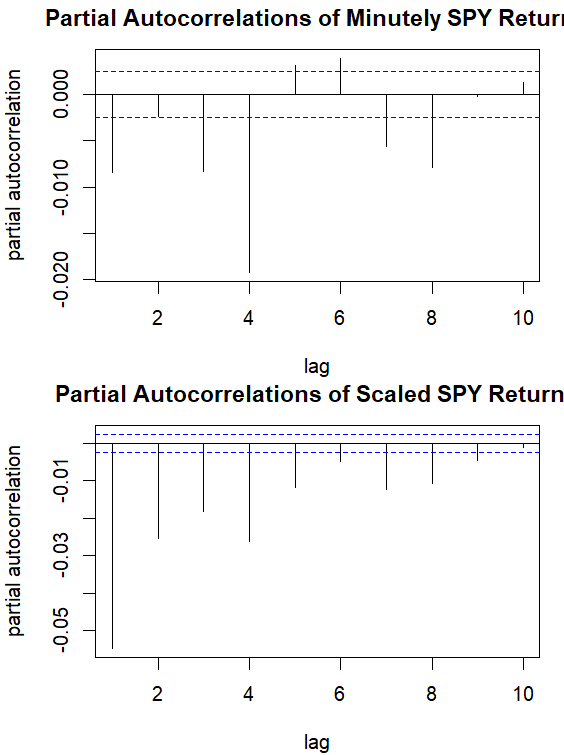 Partial Autocorrelations of Minutely SPY Return
partial autocorrelation
0.000
-0.010
-0.020
2 4 6 8 10
lag
Partial Autocorrelations of Scaled SPY Return
partial autocorrelation
-0.01
-0.03
-0.05
2 4 6 8 10
lag